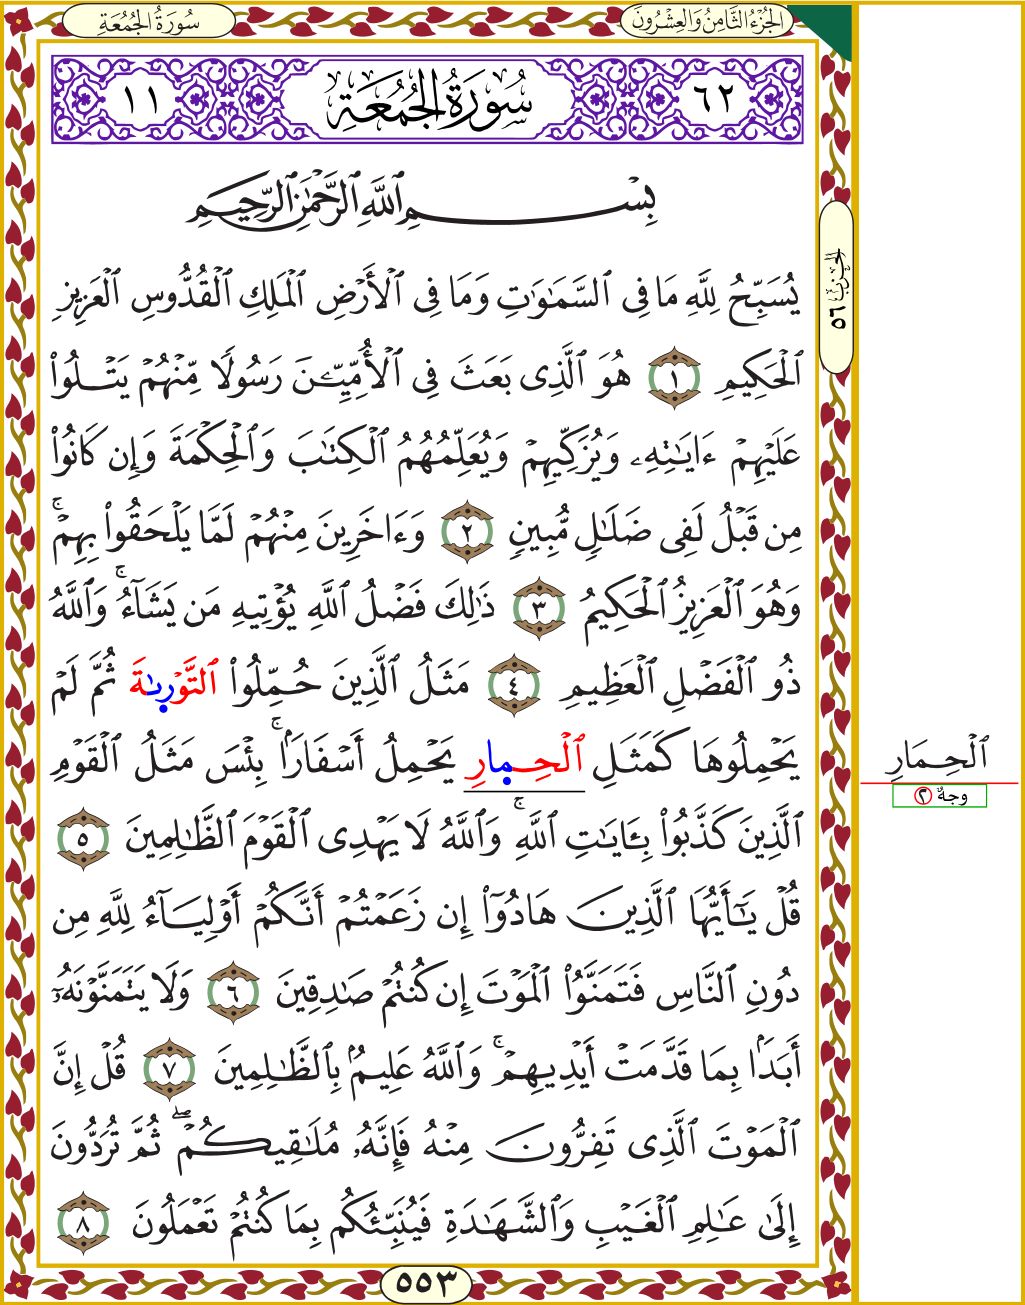 سُورَةُ الجُمُعَةِ
الجُزْءُ الثَّامِنُ وَالعِشْرُونَ
٦٢ سُورَةُ الجُمُعَةِ ١١
بِسْمِ ٱللَّهِ ٱلرَّحْمَٰنِ ٱلرَّحِيمِ
يُسَبِّحُ لِلَّهِ مَا فِى ٱلسَّمَٰوَٰتِ وَمَا فِى ٱلْأَرْضِ ٱلْمَلِكِ ٱلْقُدُّوسِ ٱلْعَزِيزِ
ٱلْحَكِيمِ ١ هُوَ ٱلَّذِى بَعَثَ فِى ٱلْأُمِّيِّـۧنَ رَسُولًا مِّنْهُمْ يَتْلُوا۟
عَلَيْهِمْ ءَايَٰتِهِۦ وَيُزَكِّيهِمْ وَيُعَلِّمُهُمُ ٱلْكِتَٰبَ وَٱلْحِكْمَةَ وَإِن كَانُوا۟
مِن قَبْلُ لَفِى ضَلَٰلٍ مُّبِينٍ ٢ وَءَاخَرِينَ مِنْهُمْ لَمَّا يَلْحَقُوا۟ بِهِمْ ۚ
وَهُوَ ٱلْعَزِيزُ ٱلْحَكِيمُ ٣ ذَٰلِكَ فَضْلُ ٱللَّهِ يُؤْتِيهِ مَن يَشَآءُ ۚ وَٱللَّهُ
ذُو ٱلْفَضْلِ ٱلْعَظِيمِ ٤ مَثَلُ ٱلَّذِينَ حُمِّلُوا۟ ٱلتَّوْرَىٰةَ ثُمَّ لَمْ
يَحْمِلُوهَا كَمَثَلِ ٱلْحِمَارِ يَحْمِلُ أَسْفَارًۢا ۚ بِئْسَ مَثَلُ ٱلْقَوْمِ
ٱلَّذِينَ كَذَّبُوا۟ بِـَٔايَٰتِ ٱللَّهِ ۚ وَٱللَّهُ لَا يَهْدِى ٱلْقَوْمَ ٱلظَّٰلِمِينَ ٥
قُلْ يَٰٓأَيُّهَا ٱلَّذِينَ هَادُوٓا۟ إِن زَعَمْتُمْ أَنَّكُمْ أَوْلِيَآءُ لِلَّهِ مِن
دُونِ ٱلنَّاسِ فَتَمَنَّوُا۟ ٱلْمَوْتَ إِن كُنتُمْ صَٰدِقِينَ ٦ وَلَا يَتَمَنَّوْنَهُۥٓ
أَبَدًۢا بِمَا قَدَّمَتْ أَيْدِيهِمْ ۚ وَٱللَّهُ عَلِيمٌۢ بِٱلظَّٰلِمِينَ ٧ قُلْ إِنَّ
ٱلْمَوْتَ ٱلَّذِى تَفِرُّونَ مِنْهُ فَإِنَّهُۥ مُلَٰقِيكُمْ ۖ ثُمَّ تُرَدُّونَ
إِلَىٰ عَٰلِمِ ٱلْغَيْبِ وَٱلشَّهَٰدَةِ فَيُنَبِّئُكُم بِمَا كُنتُمْ تَعْمَلُونَ ٨
٥٥٣
الحِزْبُ ٥٦
ٱلْحِمَارِ
وجهٌ ٢